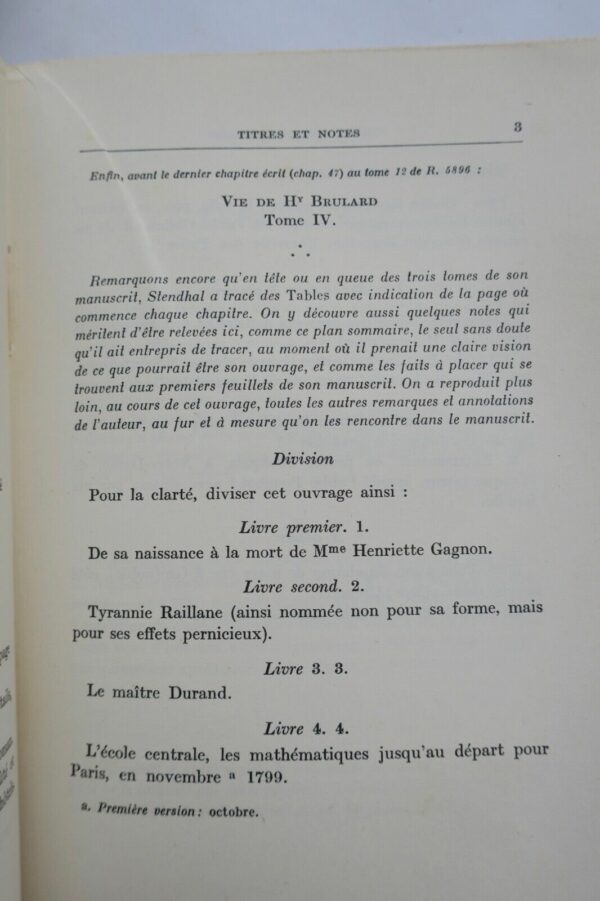 TITRES ET NOTES 3
Enfin, avant le dernier chapitre écrit (chap. 47) au tome 12 de R. 5896 :
VIE DE Hʳ BRULARD
Tome IV.
Remarquons encore qu'en tête ou en queue des trois tomes de son
manuscrit, Stendhal a tracé des Tables avec indication de la page où
commence chaque chapitre. On y découvre aussi quelques notes qui
méritent d'être relevées ici, comme ce plan sommaire, le seul sans doute
qu'il ait entrepris de tracer, au moment où il prenait une claire vision
de ce que pourrait être son ouvrage, et comme les faits à placer qui se
trouvent aux premiers feuillets de son manuscrit. On a reproduit plus
loin, au cours de cet ouvrage, toutes les autres remarques et annotations
de l'auteur, au fur et à mesure qu'on les rencontre dans le manuscrit.
Division
Pour la clarté, diviser cet ouvrage ainsi :
Livre premier. 1.
De sa naissance à la mort de Mᵐᵉ Henriette Gagnon.
Livre second. 2.
Tyrannie Raillane (ainsi nommée non pour sa forme, mais
pour ses effets pernicieux).
Livre 3. 3.
Le maître Durand.
Livre 4. 4.
L'école centrale, les mathématiques jusqu'au départ pour
Paris, en novembre ᵃ 1799.
a. Première version : octobre.